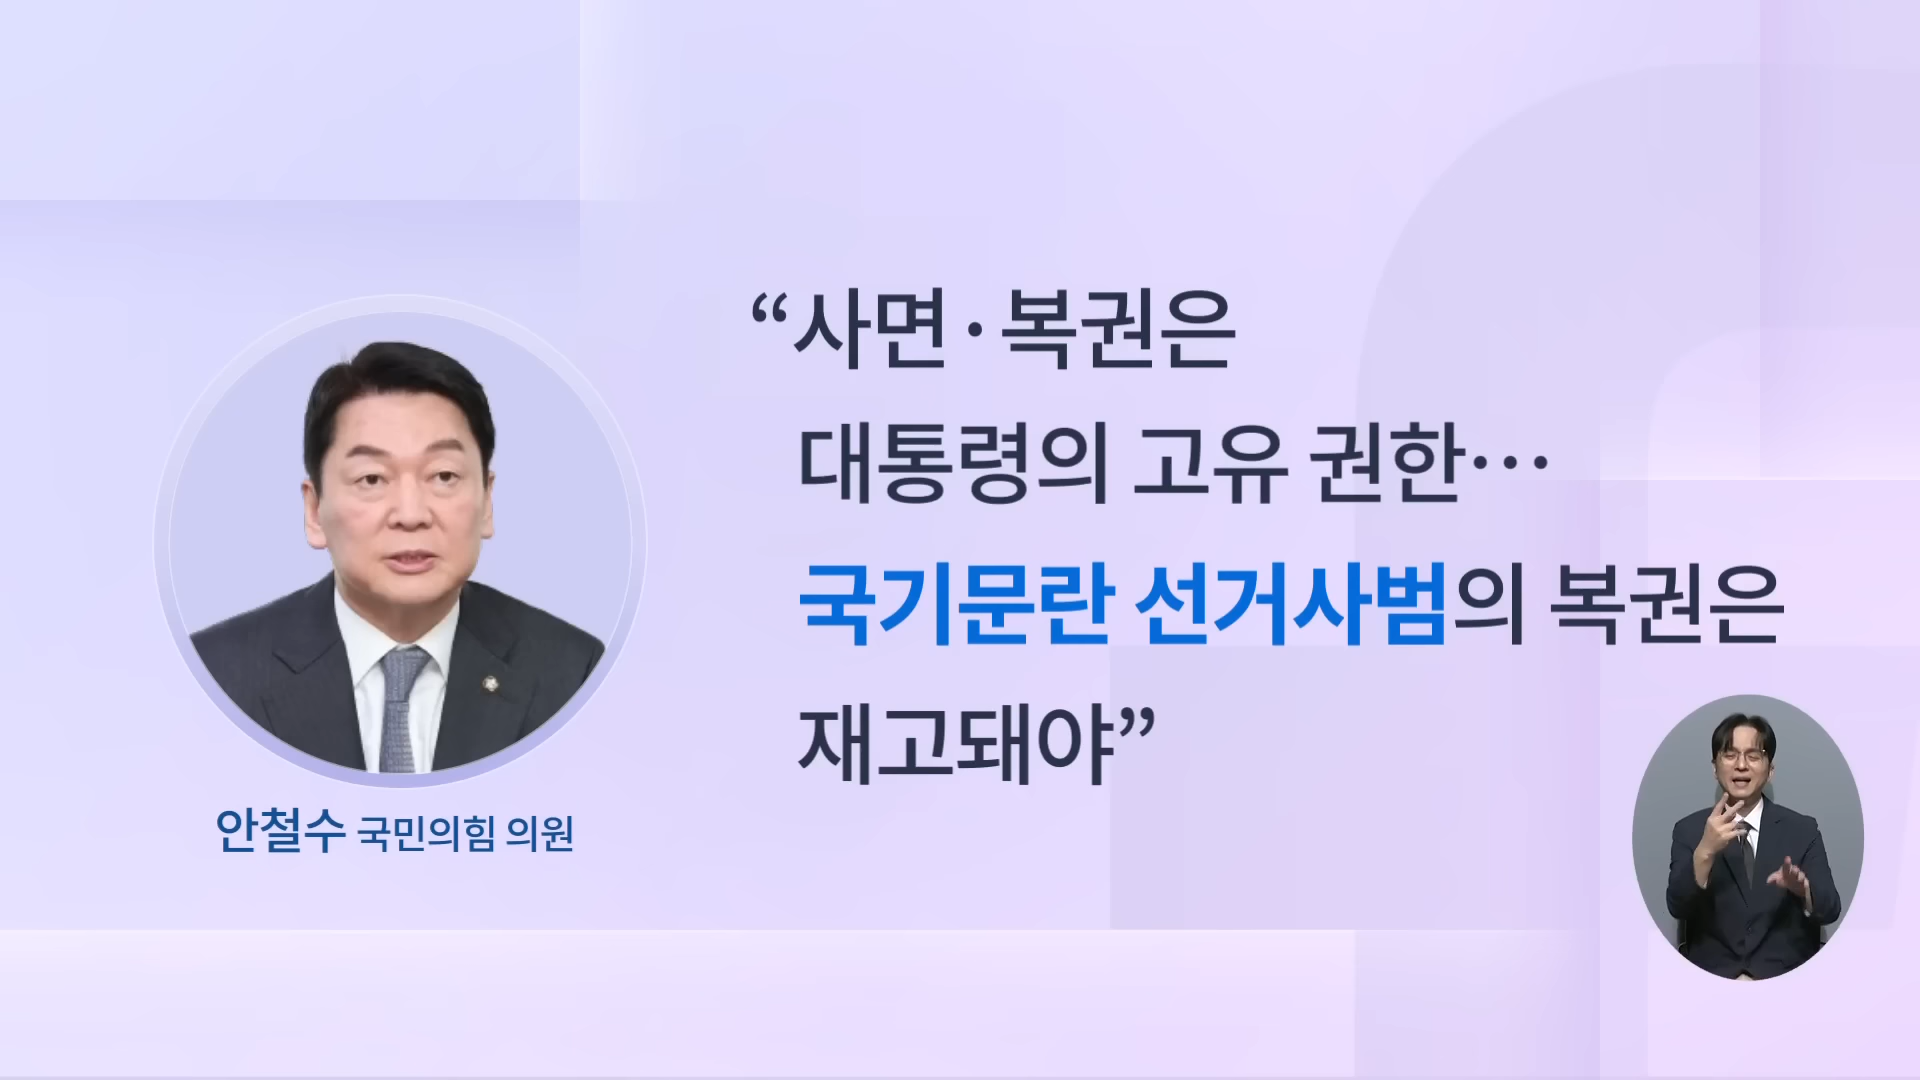 “사면·복권은
대통령의 고유 권한…
국기문란 선거사범의 복권은
재고돼야”
안철수 국민의힘 의원